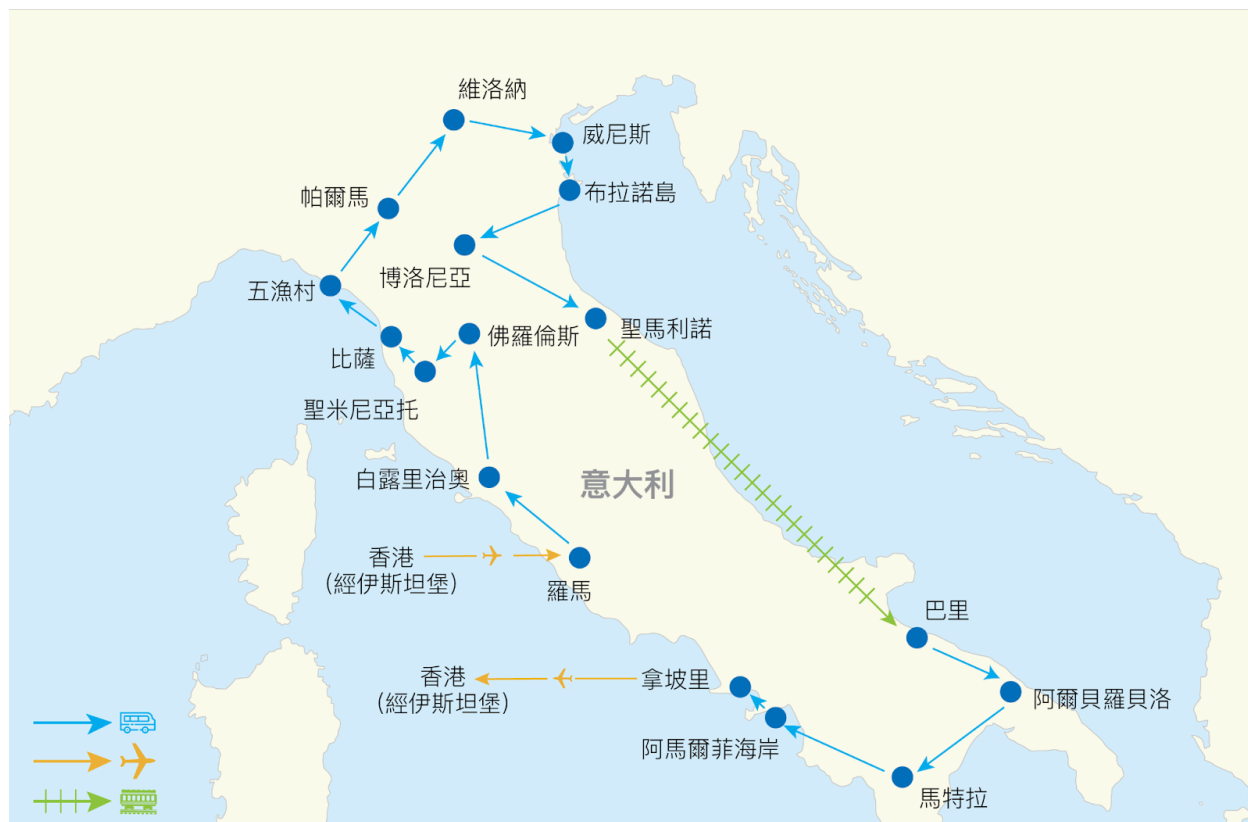 維洛納
威尼斯
帕爾馬
布拉諾島
博洛尼亞
五漁村
聖馬利諾
佛羅倫斯
比薩
聖米尼亞托
白露里治奧
意大利
香港
(經伊斯坦堡)
羅馬
巴里
香港
(經伊斯坦堡)
拿坡里
阿爾貝羅貝洛
阿馬爾菲海岸
馬特拉